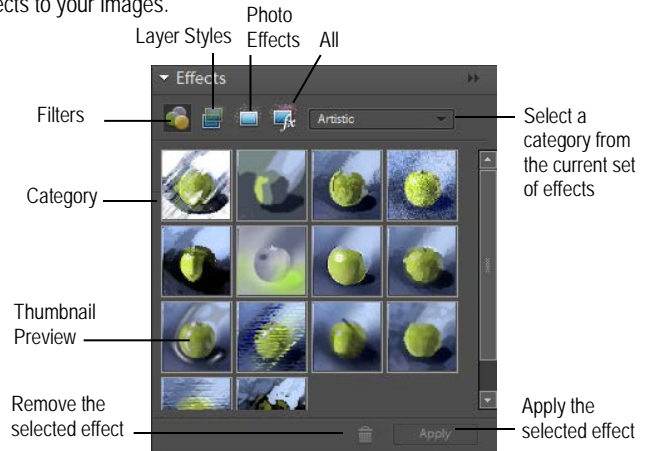 ects to your images.
Photo
Effects
Layer Styles
All
Effects
Filters
fx
Artistic
Select a
category from
the current set
of effects
Category
Thumbnail
Preview
Remove the
selected effect
Apply
Apply the
selected effect